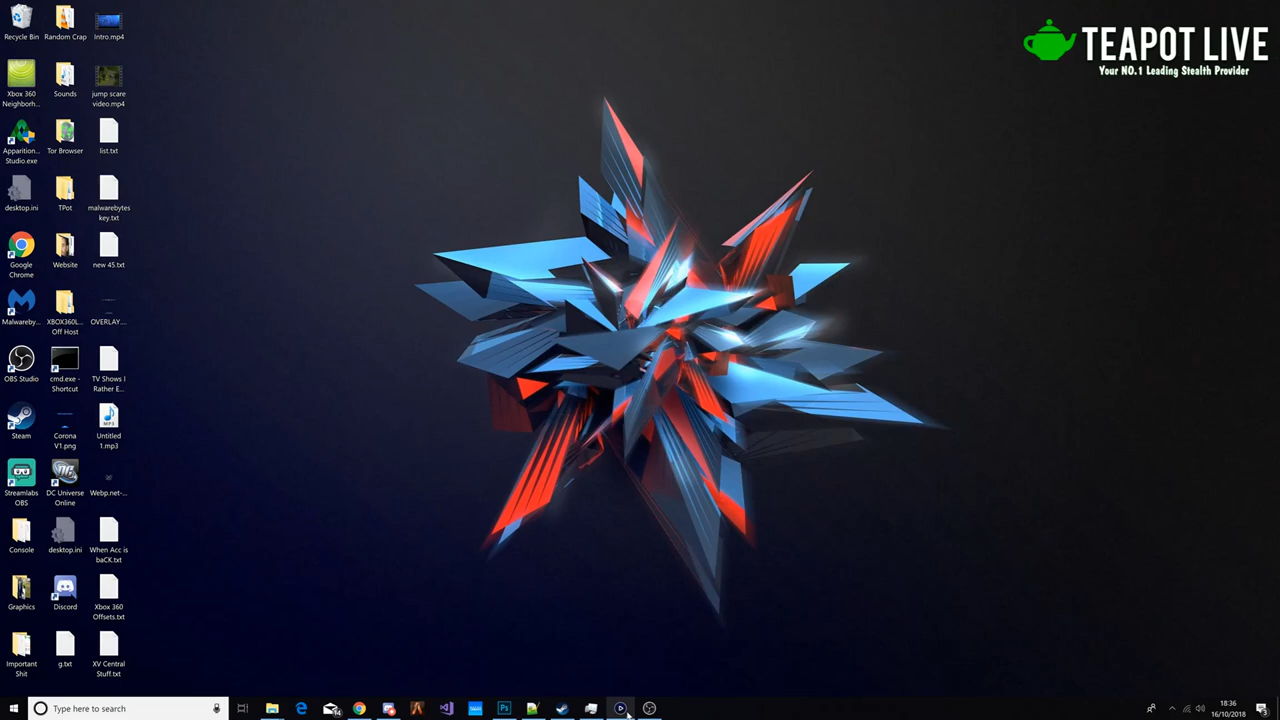 TEAPOT LIVE
Your NO.1 Leading Stealth Provider
Recycle Bin
Random Crap
Intro.mp4
Xbox 360
Neighborh...
Sounds
jump scare
video.mp4
Apparition...
Studio.exe
Tor Browser
list.txt
desktop.ini
TPot
malwarebytes
key.txt
Google
Chrome
Website
new 45.txt
Malwareby...
XBOX360L...
Off Host
OVERLAY....
OBS Studio
cmd.exe -
Shortcut
TV Shows I
Rather E...
Steam
Corona
V1.png
MP3
Untitled
1.mp3
Streamlabs
OBS
DC Universe
Online
Webp.net-...
Console
desktop.ini
When Acc is
baCK.txt
Graphics
Discord
Xbox 360
Offsets.txt
Important
Shit
g.txt
XV Central
Stuff.txt
Type here to search
14
Ps
18:36
16/10/2018